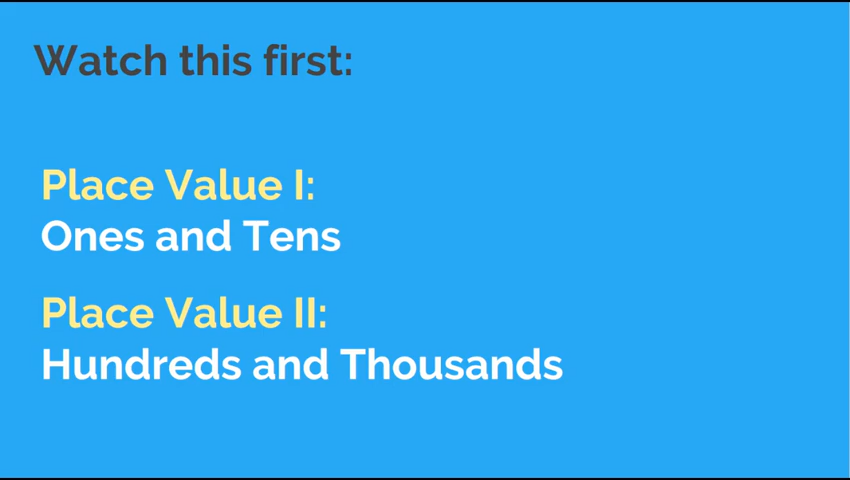 Watch this first:
Place Value I:
Ones and Tens
Place Value II:
Hundreds and Thousands